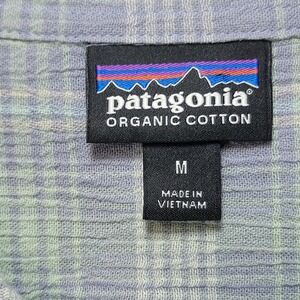 patagonia®
ORGANIC COTTON
M
MADE IN
VIETNAM